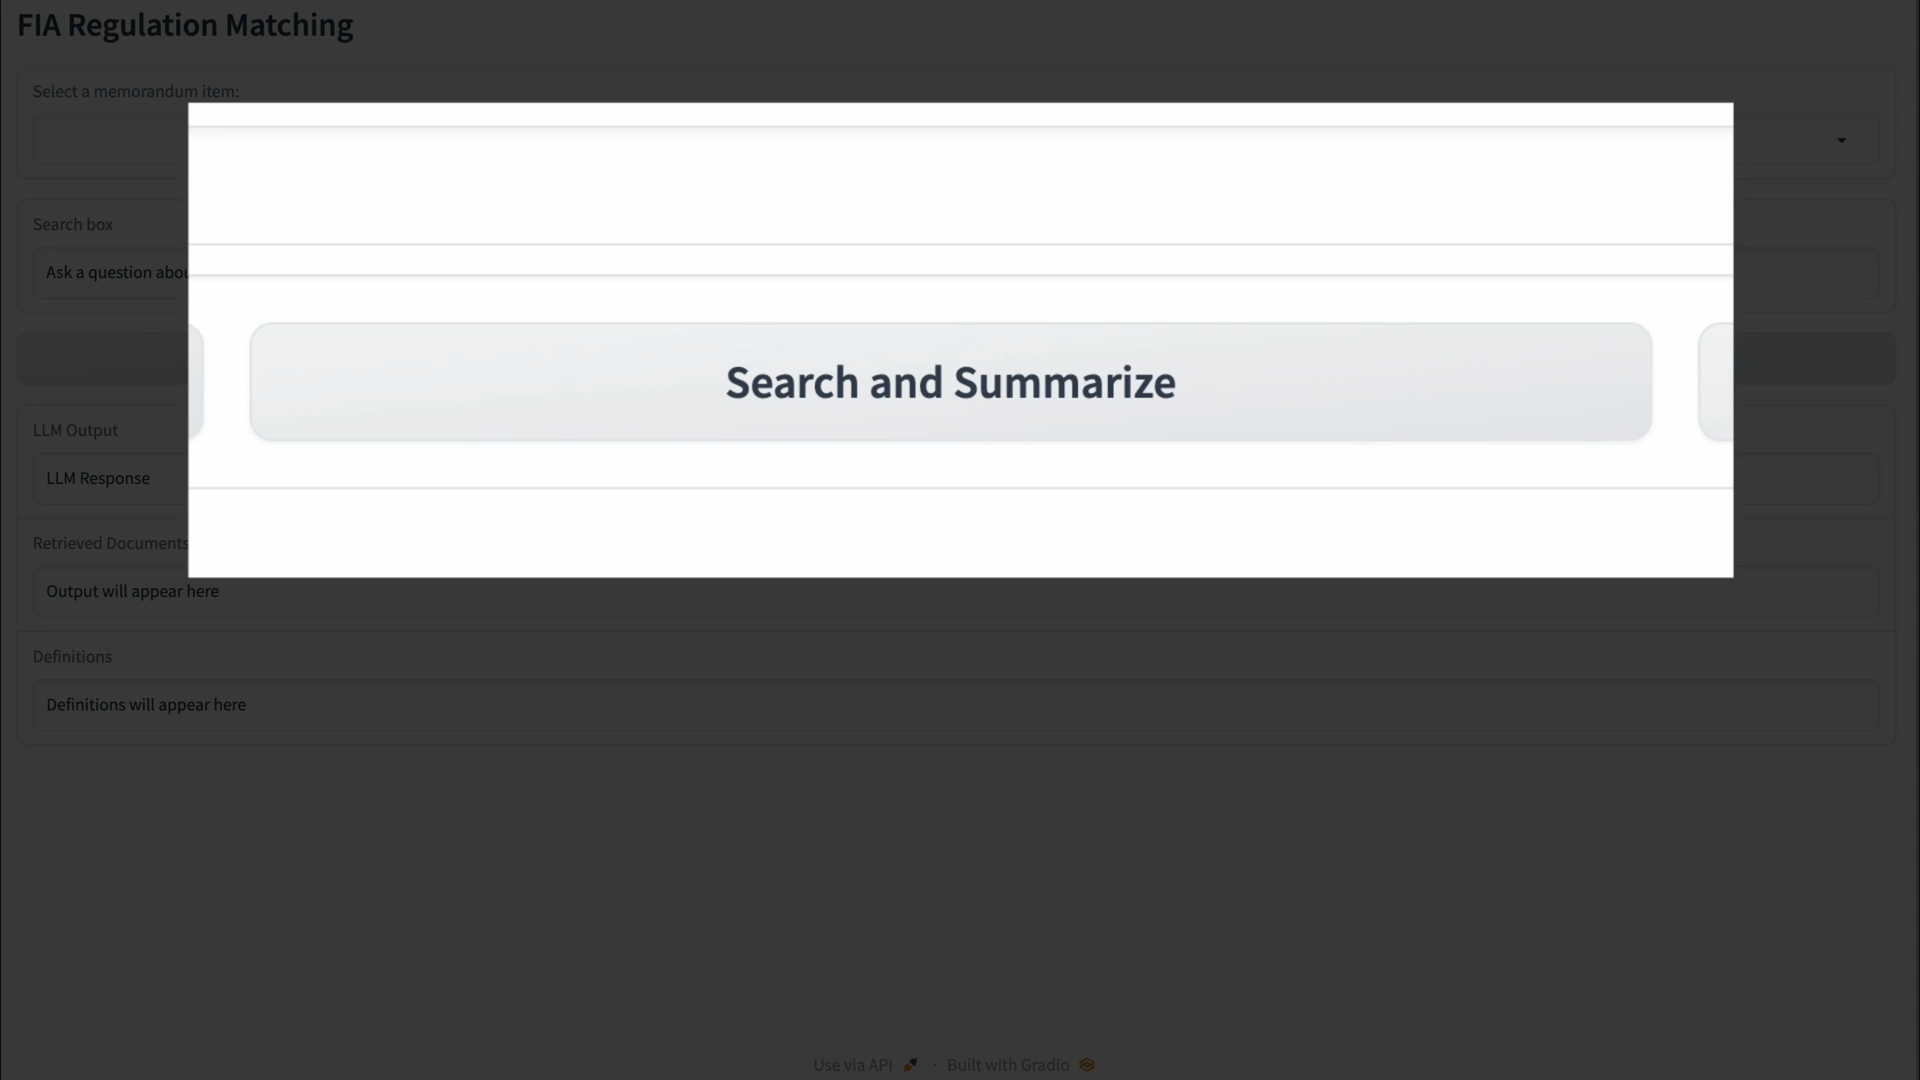 FIA Regulation Matching
Select a memorandum item:
Search box
Ask a question
Search and Summarize
LLM Output
LLM Response
Retrieved Documents
Output will appear here
Definitions
Definitions will appear here
Use via API · Built with Gradio